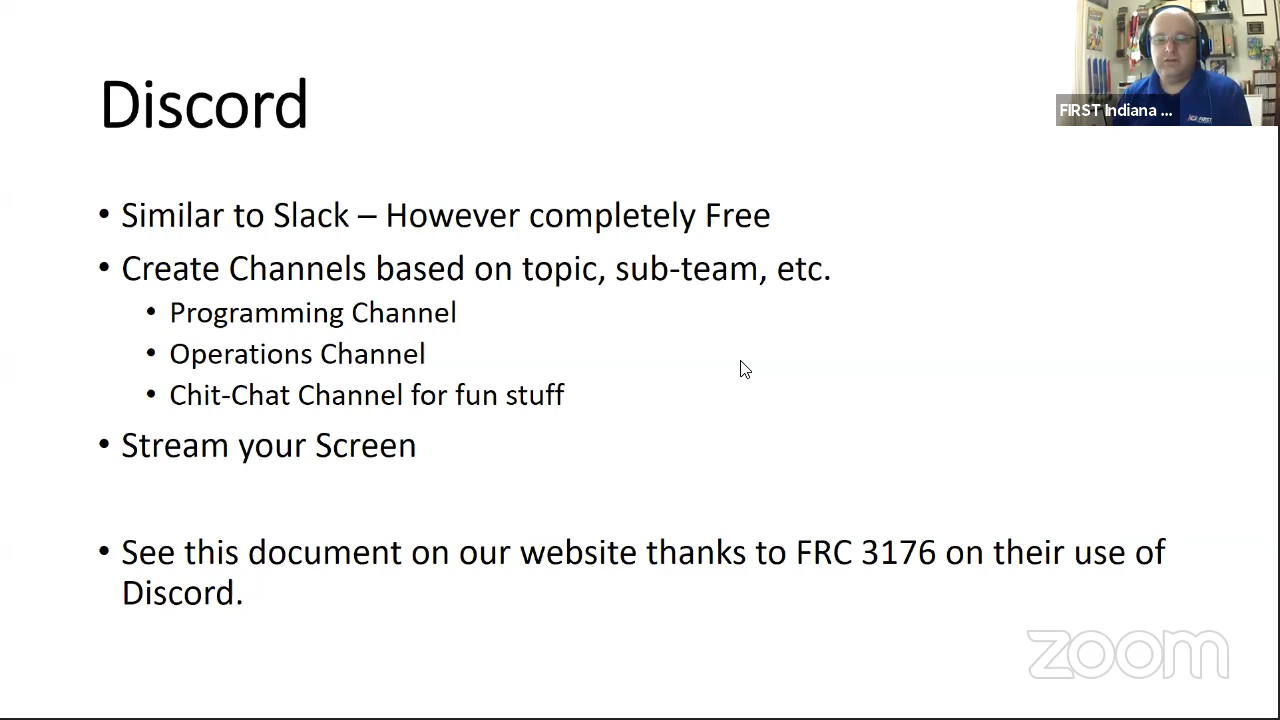 Discord
FIRST Indiana ...
• Similar to Slack – However completely Free
• Create Channels based on topic, sub-team, etc.
• Programming Channel
• Operations Channel
• Chit-Chat Channel for fun stuff
• Stream your Screen
• See this document on our website thanks to FRC 3176 on their use of
Discord.
zoom